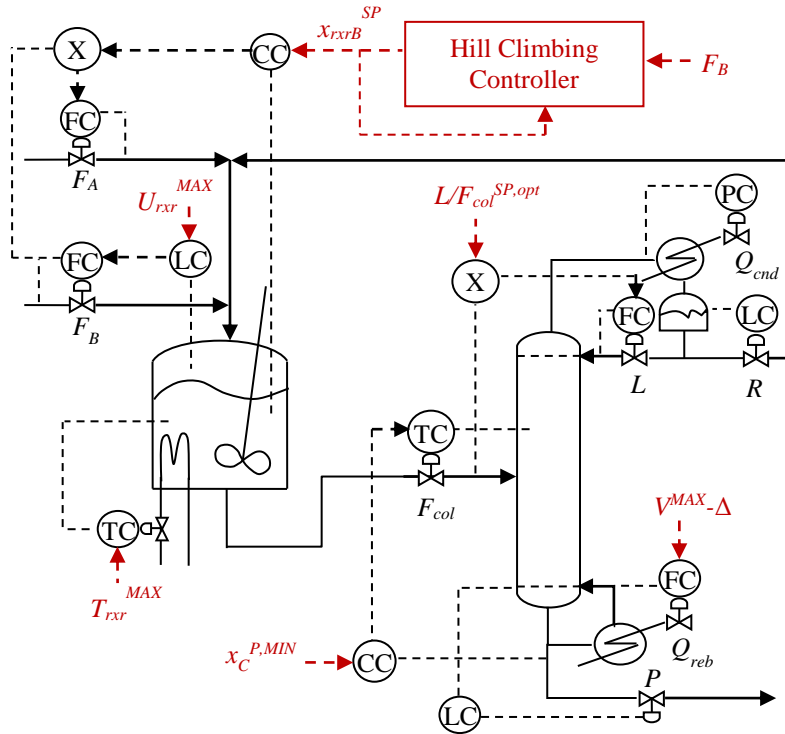 X
CC
x_rxrB^SP
Hill Climbing
Controller
F_B
FC
F_A
U_rxr^MAX
L/F_col^SP,opt
PC
Q_cnd
FC
LC
X
FC
LC
F_B
L
R
TC
F_col
V^MAX-Δ
TC
FC
T_rxr^MAX
x_C^P,MIN
CC
Q_reb
P
LC